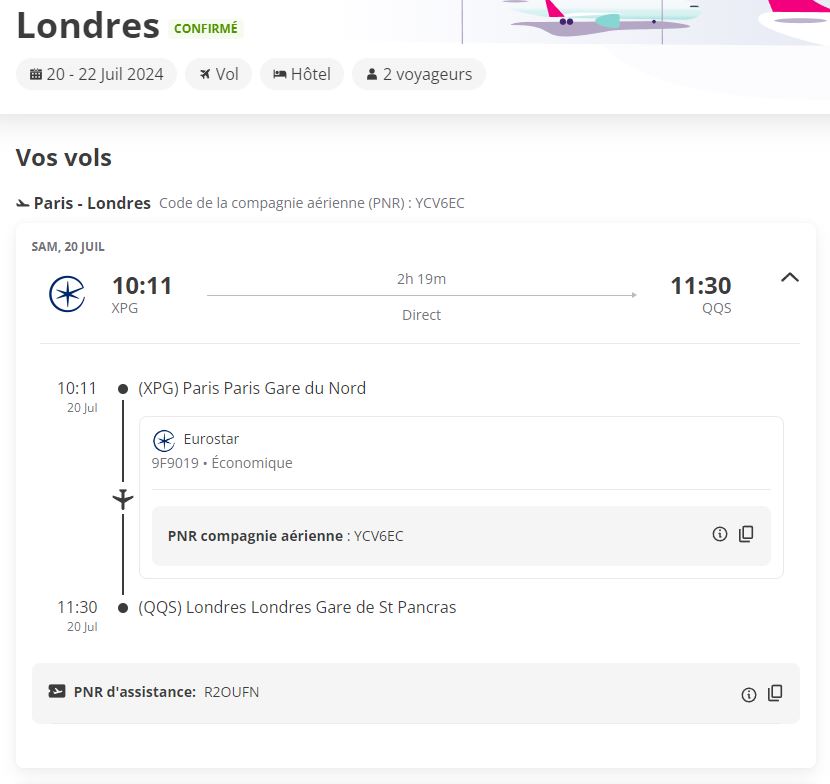 Londres CONFIRMÉ
20 - 22 Juil 2024 Vol Hôtel 2 voyageurs
Vos vols
Paris - Londres Code de la compagnie aérienne (PNR) : YCV6EC
SAM, 20 JUIL
10:11 2h 19m 11:30
XPG Direct QQS
10:11 (XPG) Paris Paris Gare du Nord
20 Jul
Eurostar
9F9019 • Économique
PNR compagnie aérienne : YCV6EC
11:30 (QQS) Londres Londres Gare de St Pancras
20 Jul
PNR d'assistance: R2OUFN